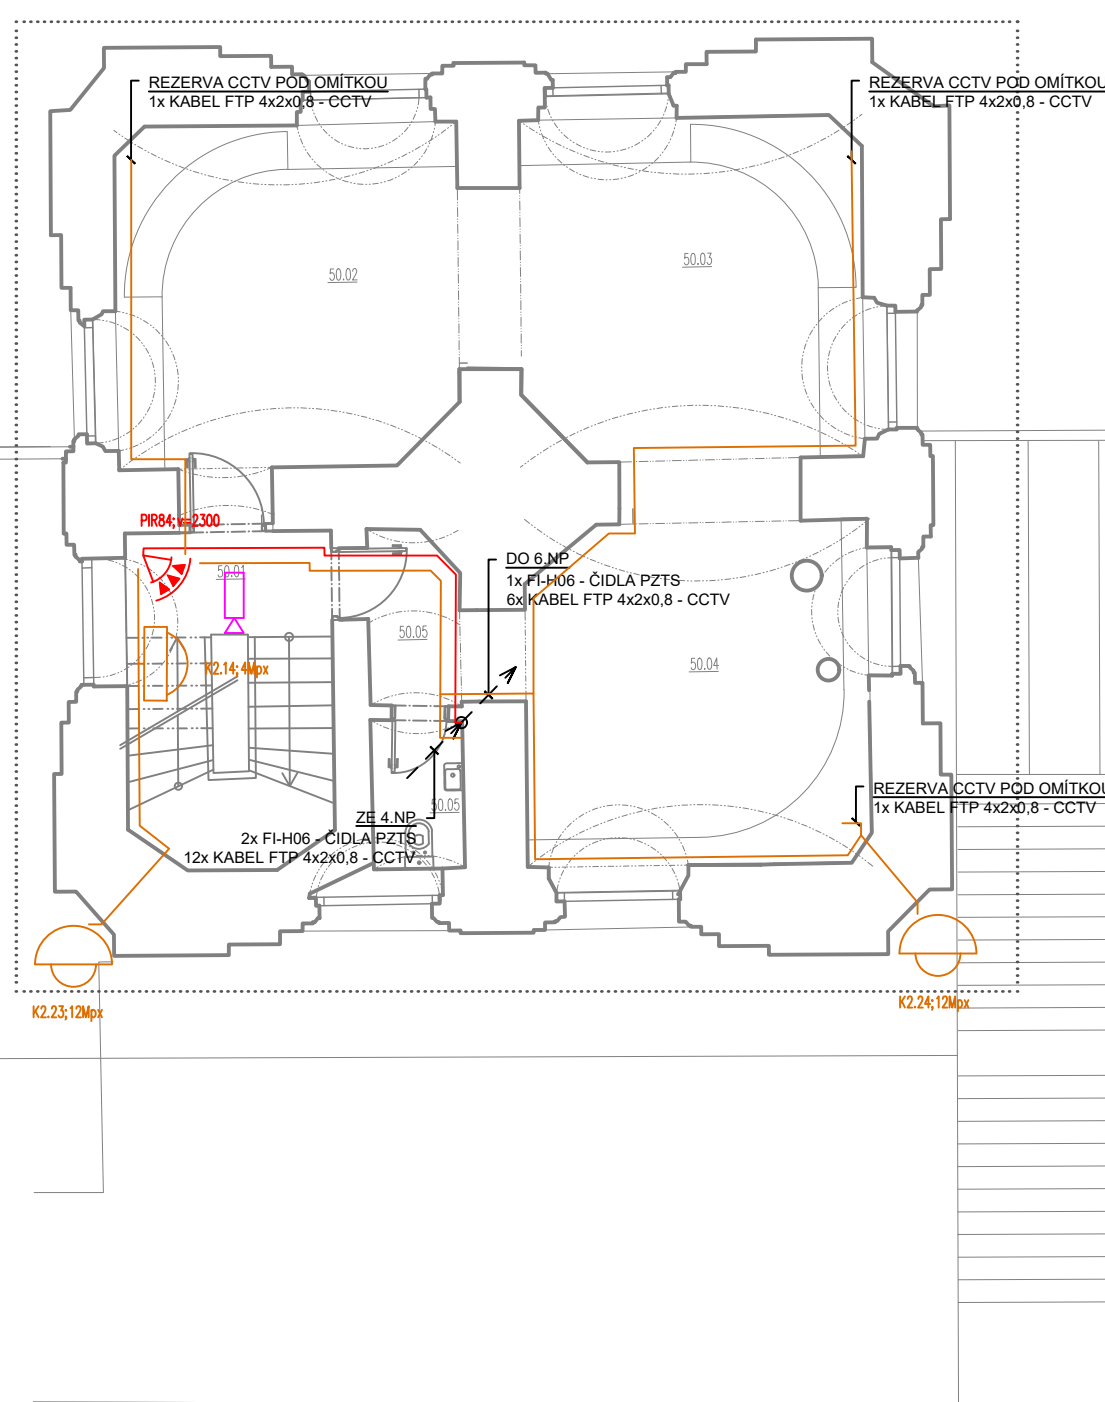 REZERVA CCTV POD OMÍTKOU
1x KABEL FTP 4x2x0,8 - CCTV
REZERVA CCTV POD OMÍTKOU
1x KABEL FTP 4x2x0,8 - CCTV
50.02
50.03
PIR84; v=2300
50.01
DO 6.NP
1x FI-H06 - ČIDLA PZTS
6x KABEL FTP 4x2x0,8 - CCTV
50.05
50.04
K2.14; 4Mpx
REZERVA CCTV POD OMÍTKOU
1x KABEL FTP 4x2x0,8 - CCTV
50.05
ZE 4.NP
2x FI-H06 - ČIDLA PZTS
12x KABEL FTP 4x2x0,8 - CCTV
K2.23;12Mpx
K2.24;12Mpx